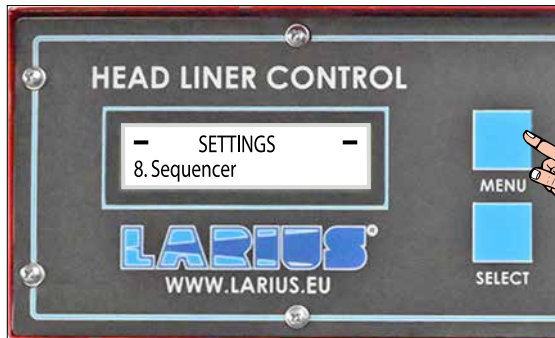 HEAD LINER CONTROL
- SETTINGS -
8. Sequencer
MENU
LARIUS®
WWW.LARIUS.EU
SELECT